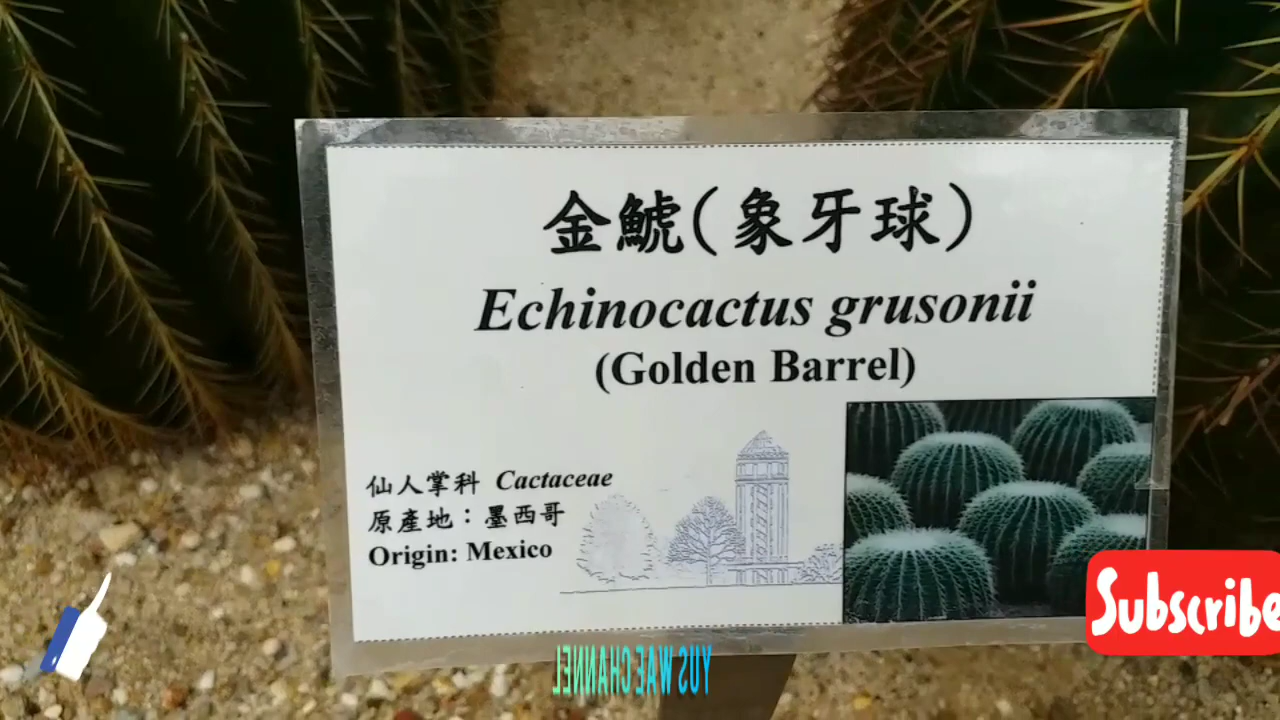 金鯱(象牙球)
Echinocactus grusonii
(Golden Barrel)
仙人掌科 Cactaceae
原產地：墨西哥
Origin: Mexico
Subscribe
YUS WAE CHANNEL